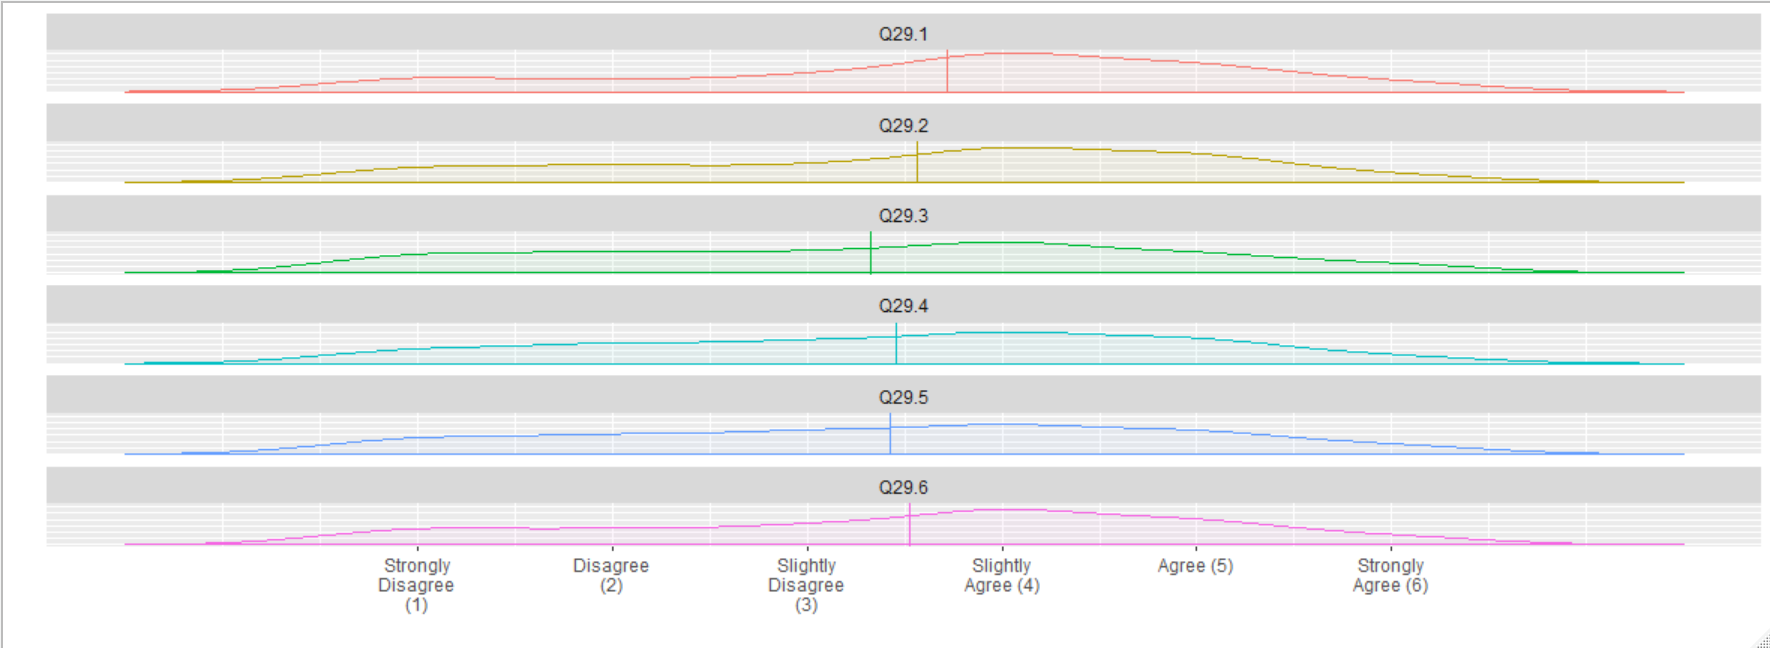 Q29.1
Q29.2
Q29.3
Q29.4
Q29.5
Q29.6
Strongly Disagree (1)
Disagree (2)
Slightly Disagree (3)
Slightly Agree (4)
Agree (5)
Strongly Agree (6)